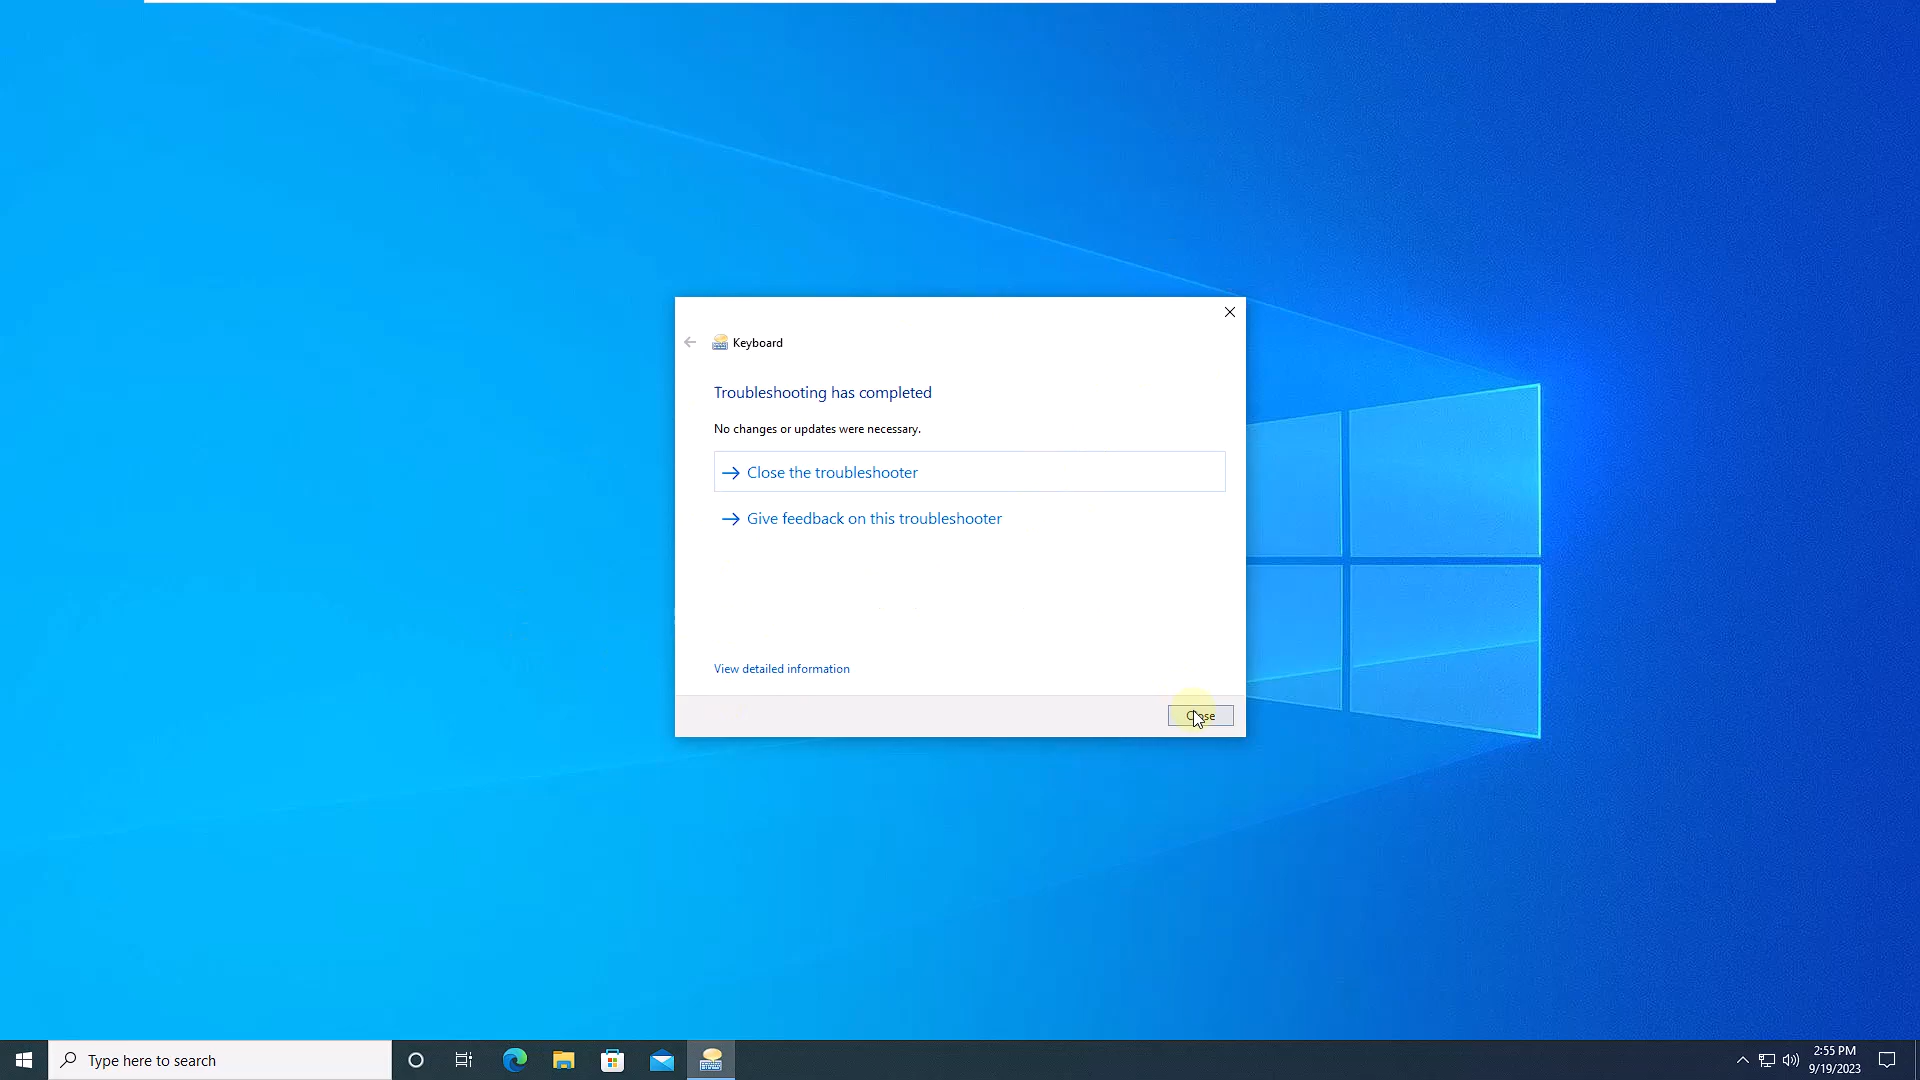 Keyboard
Troubleshooting has completed
No changes or updates were necessary.
Close the troubleshooter
Give feedback on this troubleshooter
View detailed information
Close
Type here to search
2:55 PM
9/19/2023